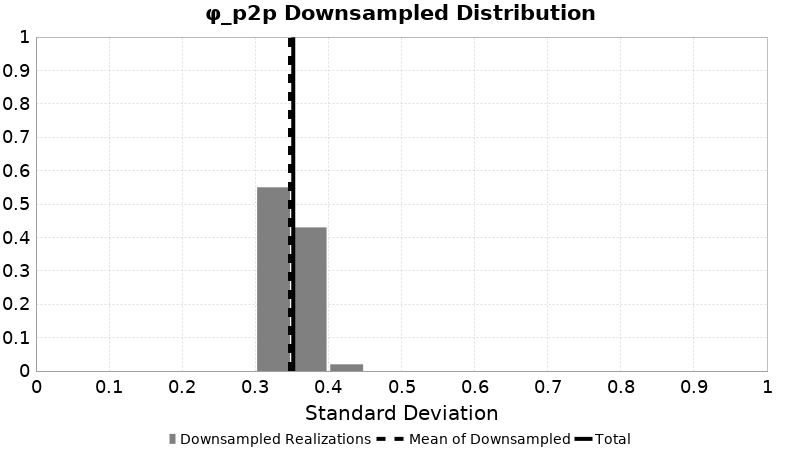 φ_p2p Downsampled Distribution
1
0.9
0.8
0.7
0.6
0.5
0.4
0.3
0.2
0.1
0
0 0.1 0.2 0.3 0.4 0.5 0.6 0.7 0.8 0.9 1
Standard Deviation
Downsampled Realizations Mean of Downsampled Total